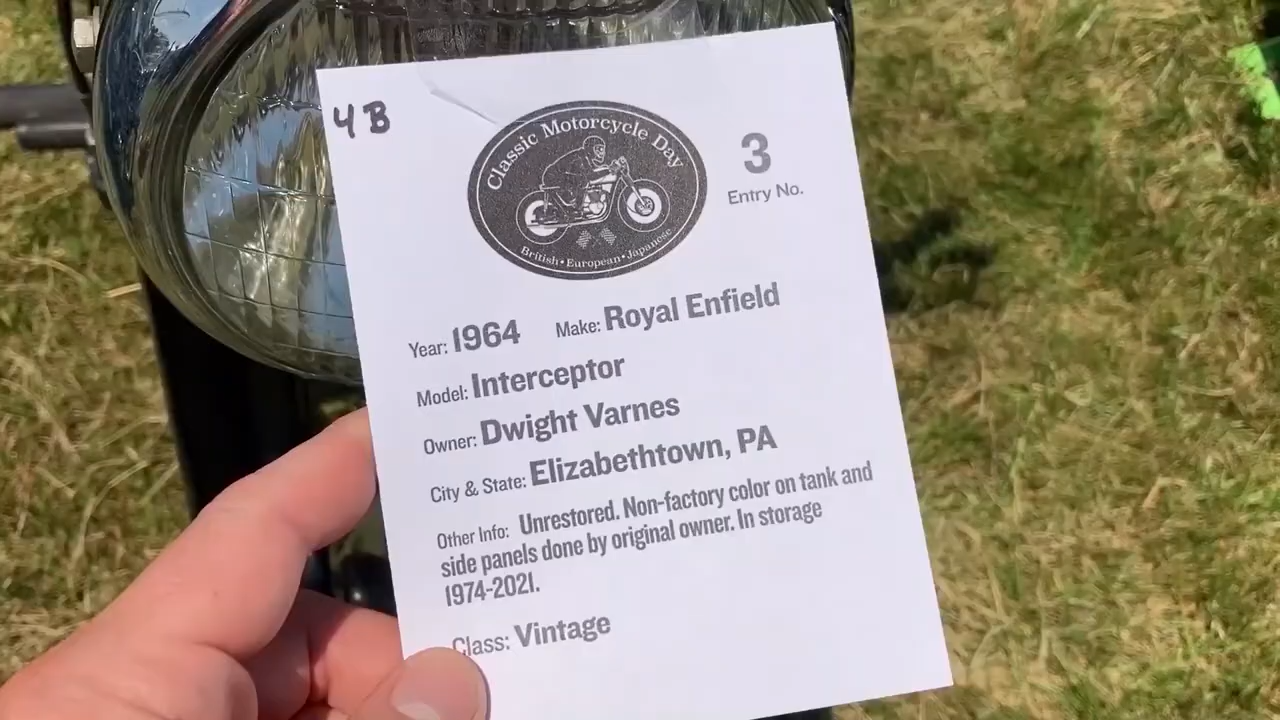 4B
Classic Motorcycle Day
British • European • Japanese
3
Entry No.
Year: 1964 Make: Royal Enfield
Model: Interceptor
Owner: Dwight Varnes
City & State: Elizabethtown, PA
Other Info: Unrestored. Non-factory color on tank and
side panels done by original owner. In storage
1974-2021.
Class: Vintage